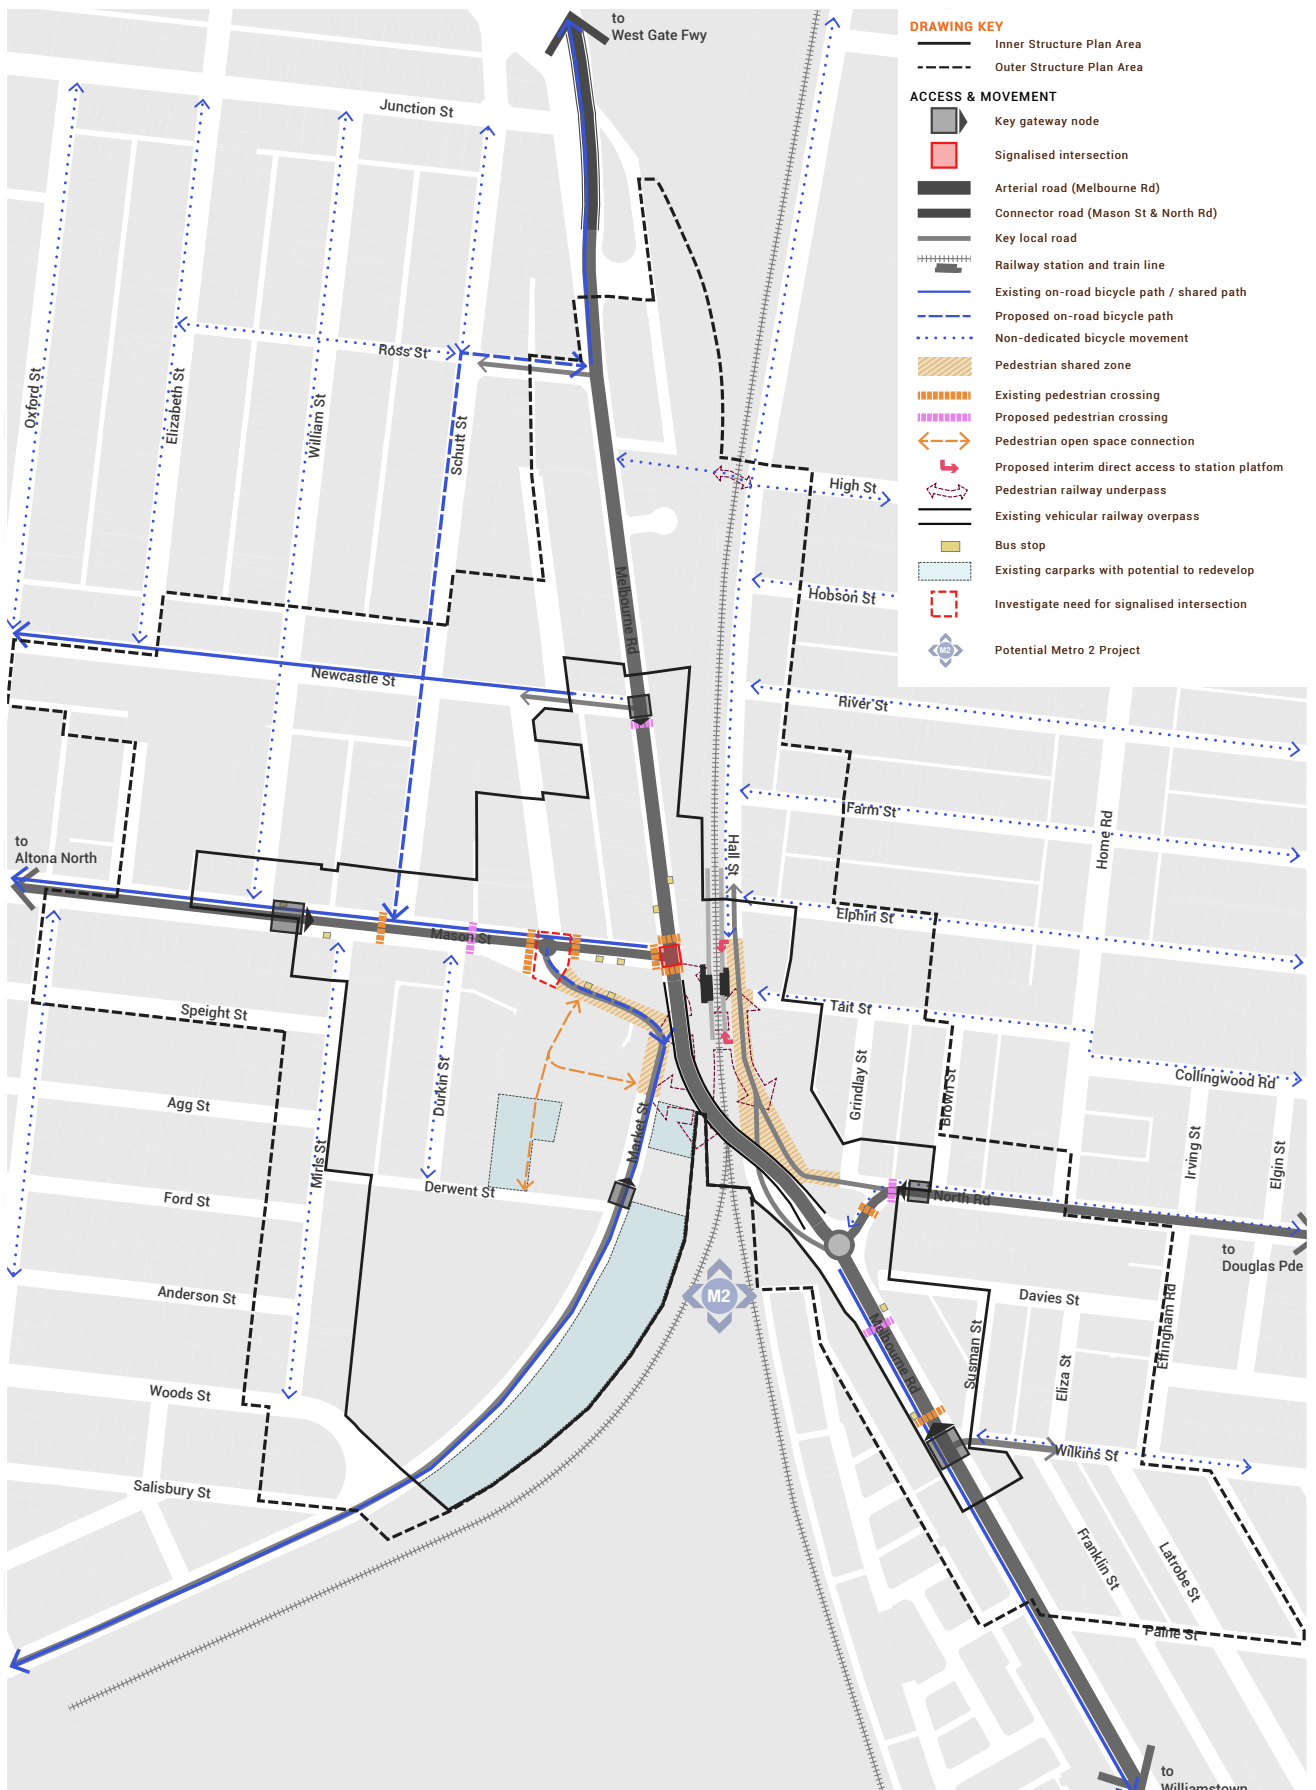 to
West Gate Fwy
DRAWING KEY
Inner Structure Plan Area
Outer Structure Plan Area
ACCESS & MOVEMENT
Key gateway node
Signalised intersection
Arterial road (Melbourne Rd)
Connector road (Mason St & North Rd)
Key local road
Railway station and train line
Existing on-road bicycle path / shared path
Proposed on-road bicycle path
Non-dedicated bicycle movement
Pedestrian shared zone
Existing pedestrian crossing
Proposed pedestrian crossing
Pedestrian open space connection
Proposed interim direct access to station platfom
Pedestrian railway underpass
Existing vehicular railway overpass
Bus stop
Existing carparks with potential to redevelop
Investigate need for signalised intersection
M2
Potential Metro 2 Project
Junction St
Ross St
Oxford St
Elizabeth St
William St
Schutt St
High St
Hobson St
Melbourne Rd
Newcastle St
River St
Farm St
Home Rd
Hall St
to
Altona North
Elphin St
Mason St
Tait St
Speight St
Collingwood Rd
Grindlay St
Brown St
Durkin St
Agg St
Market St
Mirls St
Irving St
Elgin St
Derwent St
Ford St
North Rd
to
Douglas Pde
Anderson St
M2
Davies St
Effingham Rd
Susman St
Eliza St
Melbourne Rd
Woods St
Wilkins St
Salisbury St
Franklin St
Latrobe St
Paine St
to
Williamstown